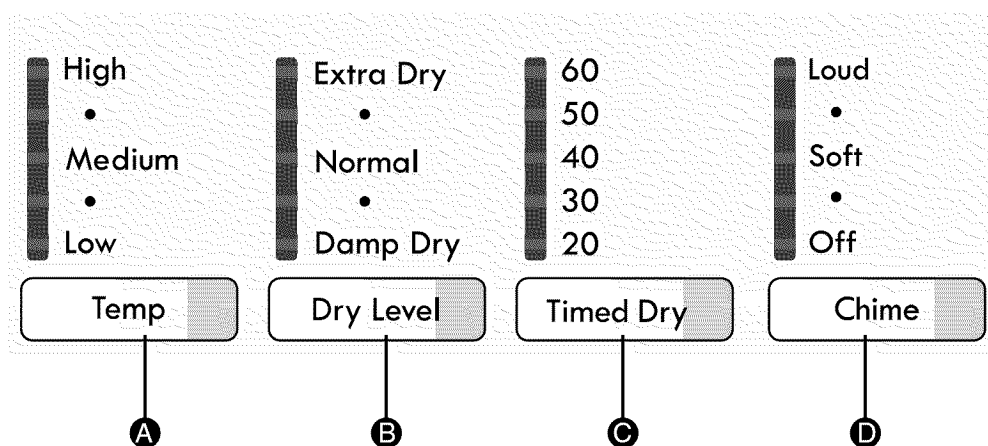 High
•
Medium
•
Low
Temp
Extra Dry
•
Normal
•
Damp Dry
Dry Level
60
50
40
30
20
Timed Dry
Loud
•
Soft
•
Off
Chime
A
B
C
D